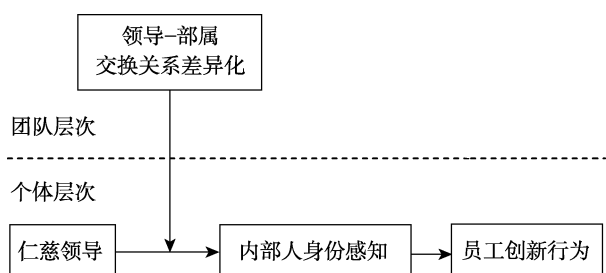 领导–部属
交换关系差异化
团队层次
个体层次
仁慈领导
内部人身份感知
员工创新行为